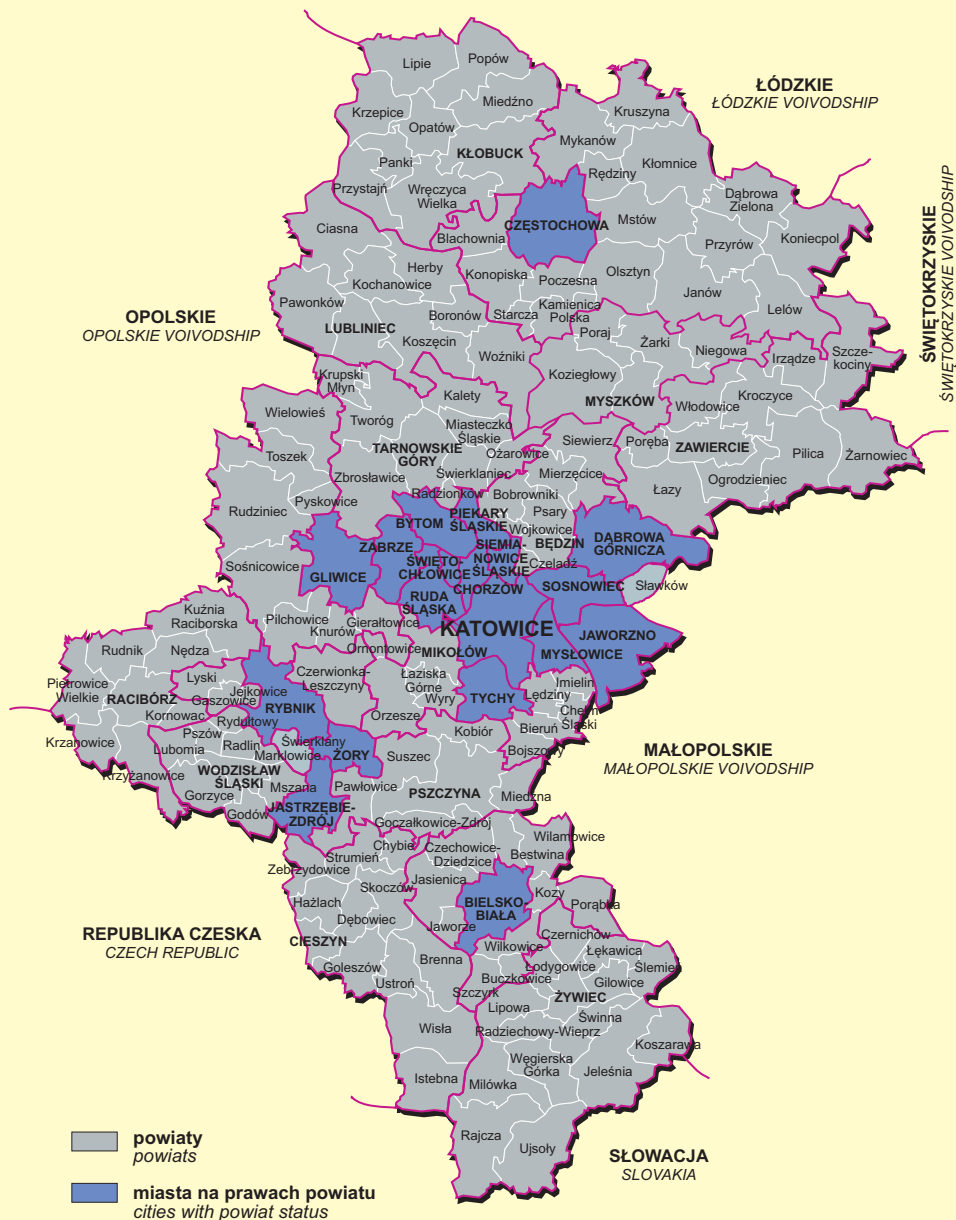 Lipie
Popów
Miedźno
Krzepice
Opatów
KŁOBUCK
Panki
Przystajń
Wręczyca
Wielka
ŁÓDZKIE
ŁÓDZKIE VOIVODSHIP
Kruszyna
Mykanów
Kłomnice
Rędziny
Dąbrowa
Zielona
Mstów
Koniecpol
CZĘSTOCHOWA
Przyrów
Ciasna
Blachownia
Herby
Konopiska
Poczesna
Olsztyn
Kochanowice
Janów
Pawonków
Kamienica
Polska
Lelów
Boronów
Starcza
LUBLINIEC
Koszęcin
Poraj
Żarki
Niegowa
Irządze
Szcze-
kociny
Woźniki
ŚWIĘTOKRZYSKIE
ŚWIĘTOKRZYSKIE VOIVODSHIP
OPOLSKIE
OPOLSKIE VOIVODSHIP
Krupski
Młyn
Koziegłowy
MYSZKÓW
Włodowice
Kroczyce
Kalety
Wielowieś
Tworóg
Miasteczko
Śląskie
Siewierz
Poręba
ZAWIERCIE
Pilica
Żarnowiec
TARNOWSKIE
GÓRY
Ożarowice
Toszek
Zbrosławice
Świerklaniec
Mierzęcice
Łazy
Ogrodzieniec
Pyskowice
Radzionków
Bobrowniki
Rudziniec
Psary
BYTOM
PIEKARY
ŚLĄSKIE
Wojkowice
BĘDZIN
DĄBROWA
GÓRNICZA
ZABRZE
SIEMIA-
NOWICE
ŚLĄSKIE
Czeladź
Sośnicowice
GLIWICE
ŚWIĘTO-
CHŁOWICE
CHORZÓW
SOSNOWIEC
Sławków
RUDA
ŚLĄSKA
Kuźnia
Raciborska
Pilchowice
Knurów
Gierałtowice
KATOWICE
JAWORZNO
Ornontowice
MIKOŁÓW
MYSŁOWICE
Rudnik
Nędza
Czerwionka-
Leszczyny
Łaziska
Górne
Wyry
TYCHY
Imielin
Lędziny
Chełm
Śląski
Lyski
Jejkowice
Pietrowice
Wielkie
RACIBÓRZ
Gaszowice
RYBNIK
Kornowac
Rydułtowy
Orzesze
Kobiór
Bieruń
Bojszowy
Krzanowice
Pszów
Lubomia
Radlin
Świerklany
Marklowice
ŻORY
Suszec
MAŁOPOLSKIE
MAŁOPOLSKIE VOIVODSHIP
Krzyżanowice
WODZISŁAW
ŚLĄSKI
Mszana
Pawłowice
PSZCZYNA
Miedźna
Gorzyce
Godów
JASTRZĘBIE-
ZDRÓJ
Goczałkowice-Zdrój
Chybie
Strumień
Zebrzydowice
Czechowice-
Dziedzice
Wilamowice
Bestwina
Jasienica
Skoczów
Hażlach
BIELSKO-
BIAŁA
Kozy
Porąbka
Dębowiec
Jaworze
CIESZYN
Wilkowice
Czernichów
Łękawica
Brenna
Goleszów
Łodygowice
Ślemień
Ustroń
Buczkowice
Gilowice
Szczyrk
ŻYWIEC
Lipowa
Świnna
Wisła
Radziechowy-Wieprz
Koszarawa
Węgierska
Górka
Jeleśnia
Istebna
Milówka
Rajcza
Ujsoły
REPUBLIKA CZESKA
CZECH REPUBLIC
SŁOWACJA
SLOVAKIA
powiaty
powiats
miasta na prawach powiatu
cities with powiat status